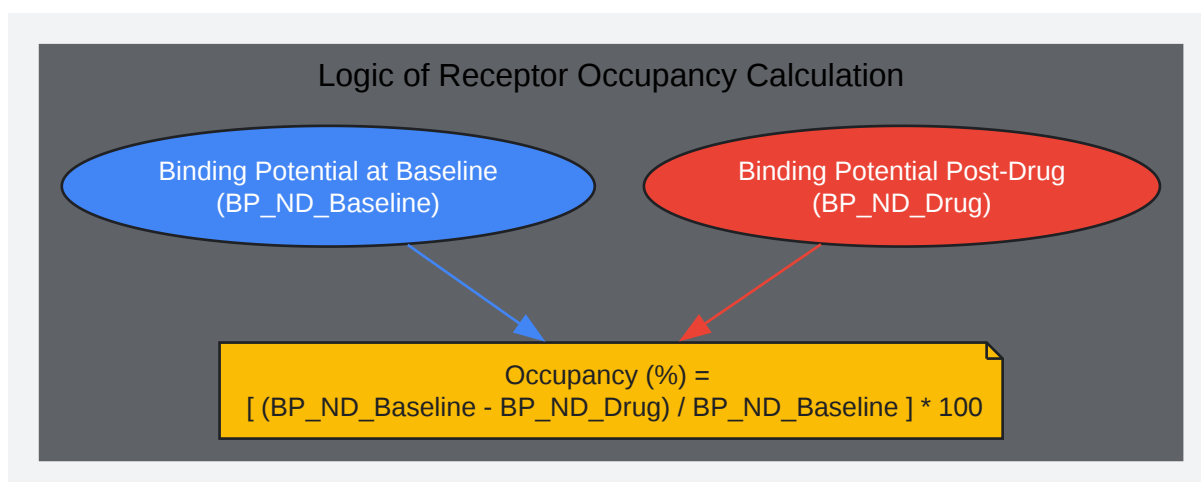 Logic of Receptor Occupancy Calculation
Binding Potential at Baseline
(BP_ND_Baseline)
Binding Potential Post-Drug
(BP_ND_Drug)
Occupancy (%) =
[ (BP_ND_Baseline - BP_ND_Drug) / BP_ND_Baseline ] * 100